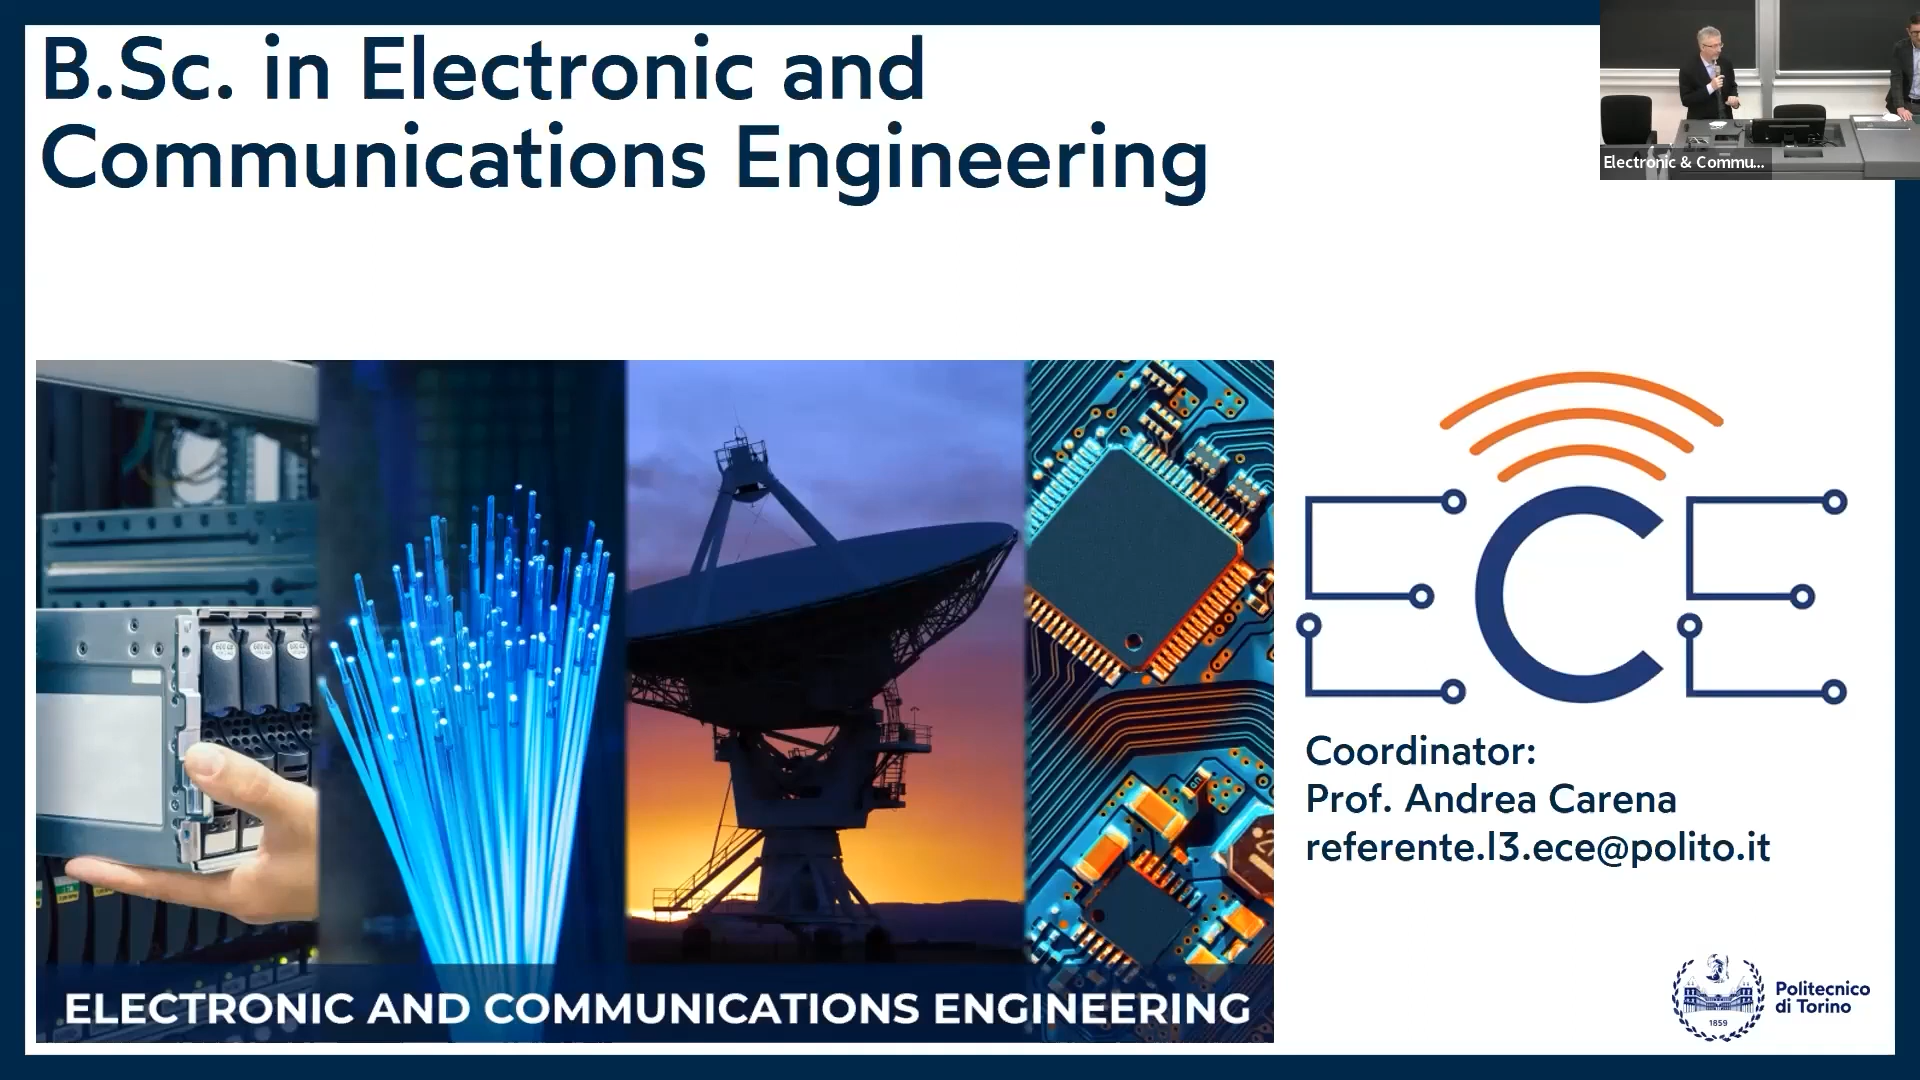 B.Sc. in Electronic and
Communications Engineering
Electronic & Commu...
ECE
Coordinator:
Prof. Andrea Carena
referente.l3.ece@polito.it
ELECTRONIC AND COMMUNICATIONS ENGINEERING
Politecnico
di Torino
1859